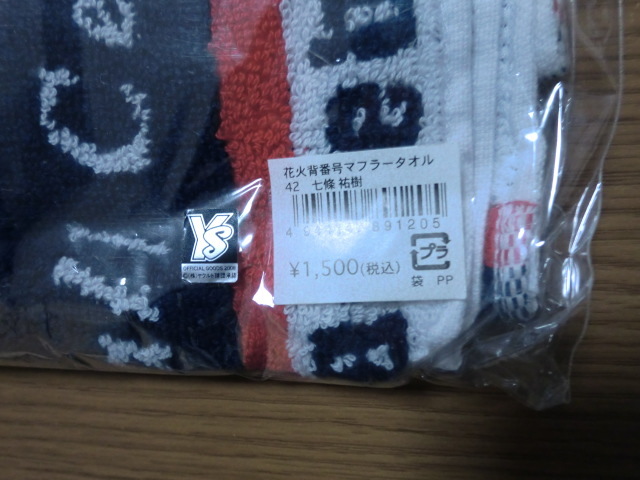 花火背番号マフラータオル
42 七條 祐樹
891205
¥1,500(税込)
プラ
袋 PP
YS
OFFICIAL GOODS 2008